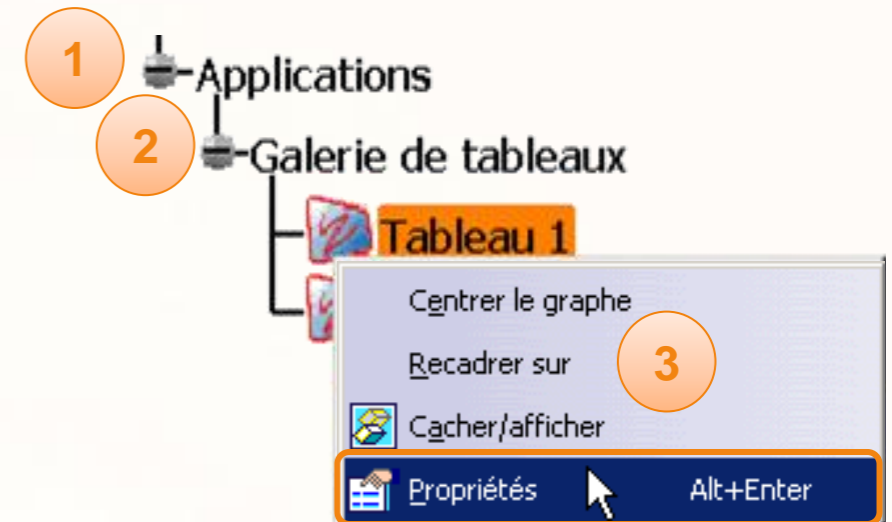 1 Applications
2 Galerie de tableaux
Tableau 1
Centrer le graphe
Recadrer sur 3
Cacher/afficher
Propriétés Alt+Enter